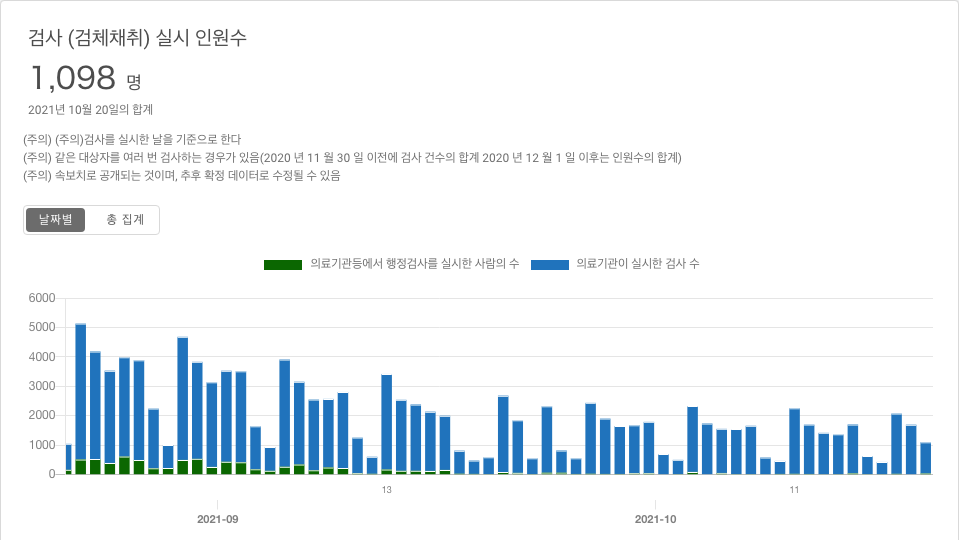 검사 (검체채취) 실시 인원수
1,098 명
2021년 10월 20일의 합계
(주의) (주의)검사를 실시한 날을 기준으로 한다
(주의) 같은 대상자를 여러 번 검사하는 경우가 있음(2020 년 11 월 30 일 이전에 검사 건수의 합계 2020 년 12 월 1 일 이후는 인원수의 합계)
(주의) 속보치로 공개되는 것이며, 추후 확정 데이터로 수정될 수 있음
날짜별 총 집계
의료기관등에서 행정검사를 실시한 사람의 수 의료기관이 실시한 검사 수
6000
5000
4000
3000
2000
1000
0
13 11
2021-09 2021-10